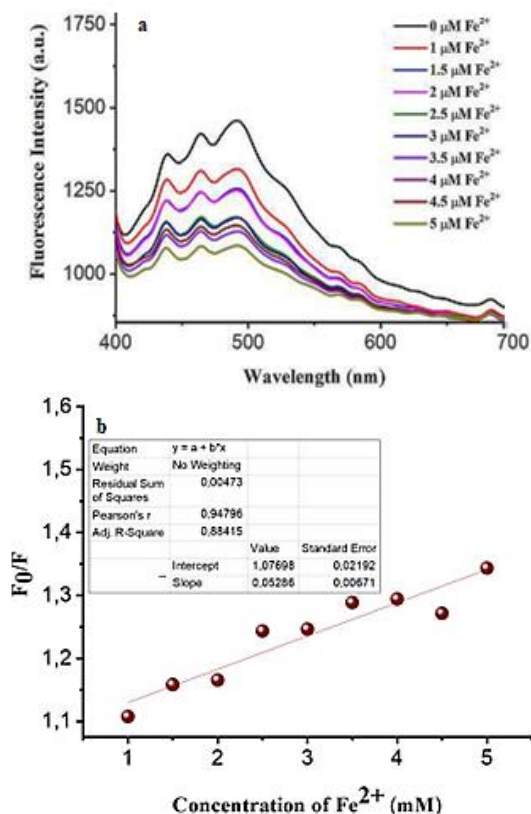 a
1750
1500
1250
1000
Fluorescence Intensity (a.u.)
0 µM Fe2+
1 µM Fe2+
1.5 µM Fe2+
2 µM Fe2+
2.5 µM Fe2+
3 µM Fe2+
3.5 µM Fe2+
4 µM Fe2+
4.5 µM Fe2+
5 µM Fe2+
400 500 600 700
Wavelength (nm)
b
1,6
1,5
1,4
1,3
1,2
1,1
F0/F
Equation y = a + b*x
Weight No Weighting
Residual Sum of Squares 0,00473
Pearson's r 0,94796
Adj. R-Square 0,88415
Value Standard Error
Intercept 1,07698 0,02192
Slope 0,05286 0,00671
1 2 3 4 5
Concentration of Fe2+ (mM)